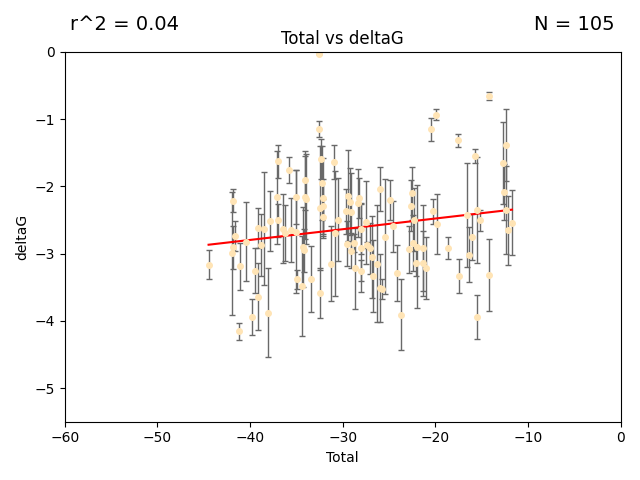 r^2 = 0.04
N = 105
Total vs deltaG
0
−1
−2
−3
−4
−5
deltaG
−60
−50
−40
−30
−20
−10
0
Total